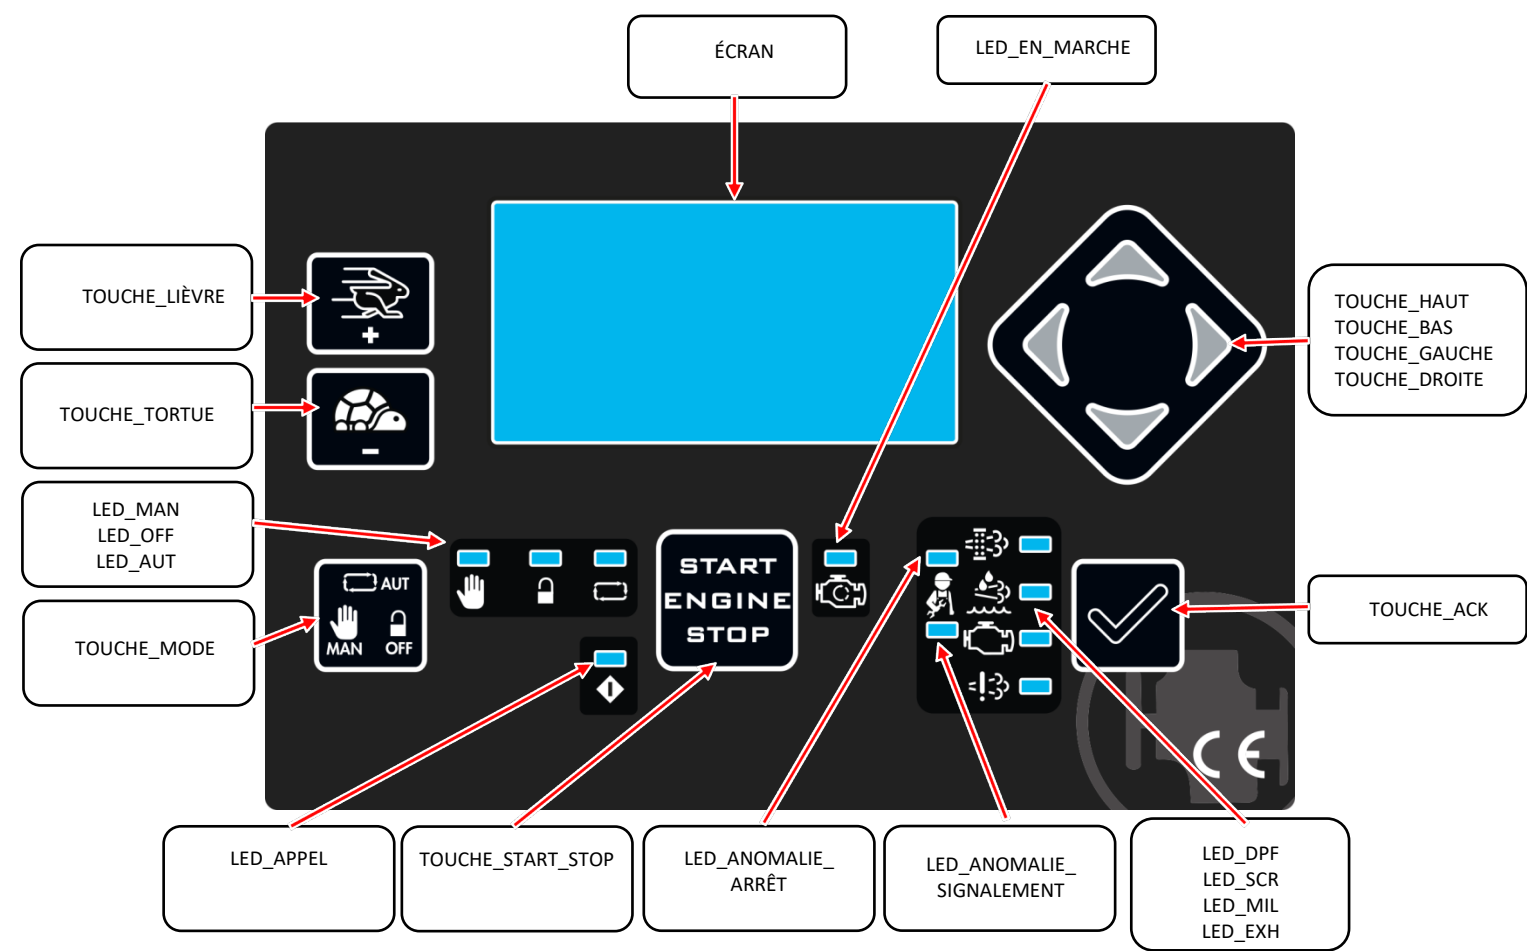 ÉCRAN
LED_EN_MARCHE
TOUCHE_LIÈVRE
+
TOUCHE_HAUT
TOUCHE_BAS
TOUCHE_GAUCHE
TOUCHE_DROITE
TOUCHE_TORTUE
-
LED_MAN
LED_OFF
LED_AUT
AUT
MAN OFF
START
ENGINE
STOP
TOUCHE_ACK
TOUCHE_MODE
CE
LED_APPEL
TOUCHE_START_STOP
LED_ANOMALIE_
ARRÊT
LED_ANOMALIE_
SIGNALEMENT
LED_DPF
LED_SCR
LED_MIL
LED_EXH